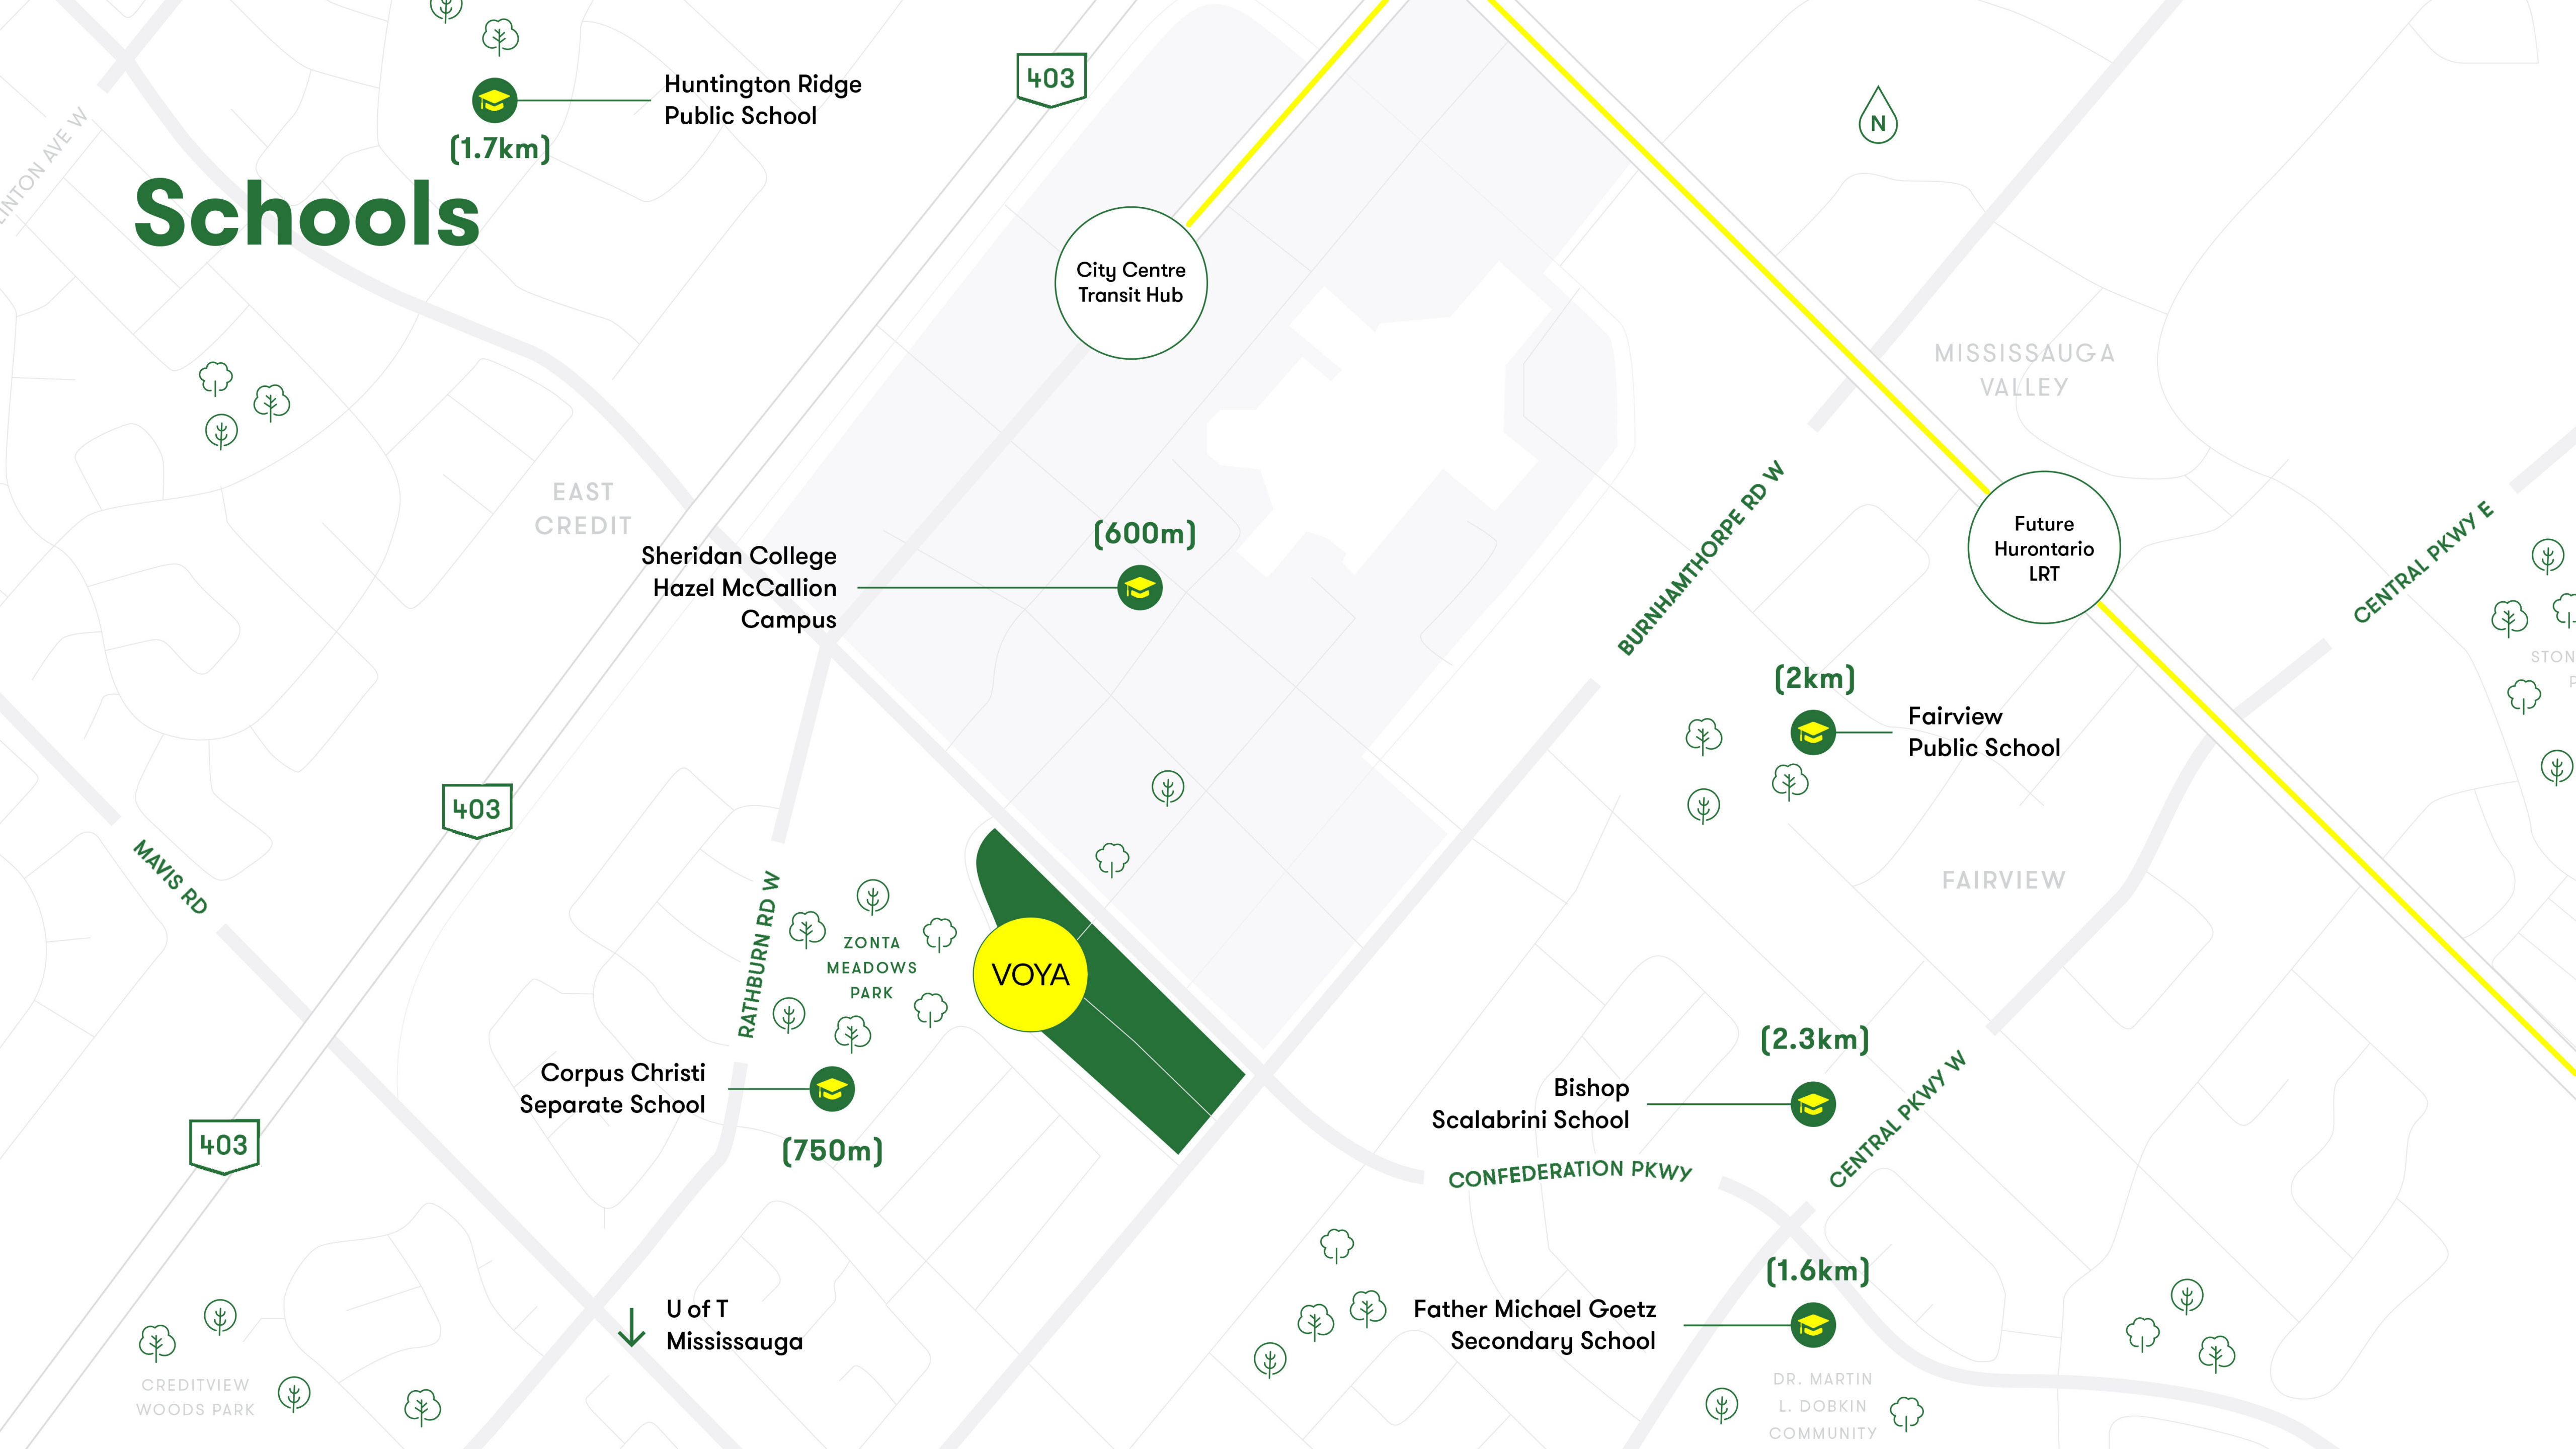 Schools
Huntington Ridge
Public School
(1.7km)
403
N
City Centre
Transit Hub
MISSISSAUGA
VALLEY
EAST
CREDIT
Sheridan College
Hazel McCallion
Campus
(600m)
BURNHAMTHORPE RD W
Future
Hurontario
LRT
CENTRAL PKWY E
(2km)
Fairview
Public School
403
MAVIS RD
RATHBURN RD W
ZONTA
MEADOWS
PARK
VOYA
FAIRVIEW
Corpus Christi
Separate School
(750m)
403
(2.3km)
Bishop
Scalabrini School
CENTRAL PKWY W
CONFEDERATION PKWY
(1.6km)
Father Michael Goetz
Secondary School
U of T
Mississauga
CREDITVIEW
WOODS PARK
DR. MARTIN
L. DOBKIN
COMMUNITY